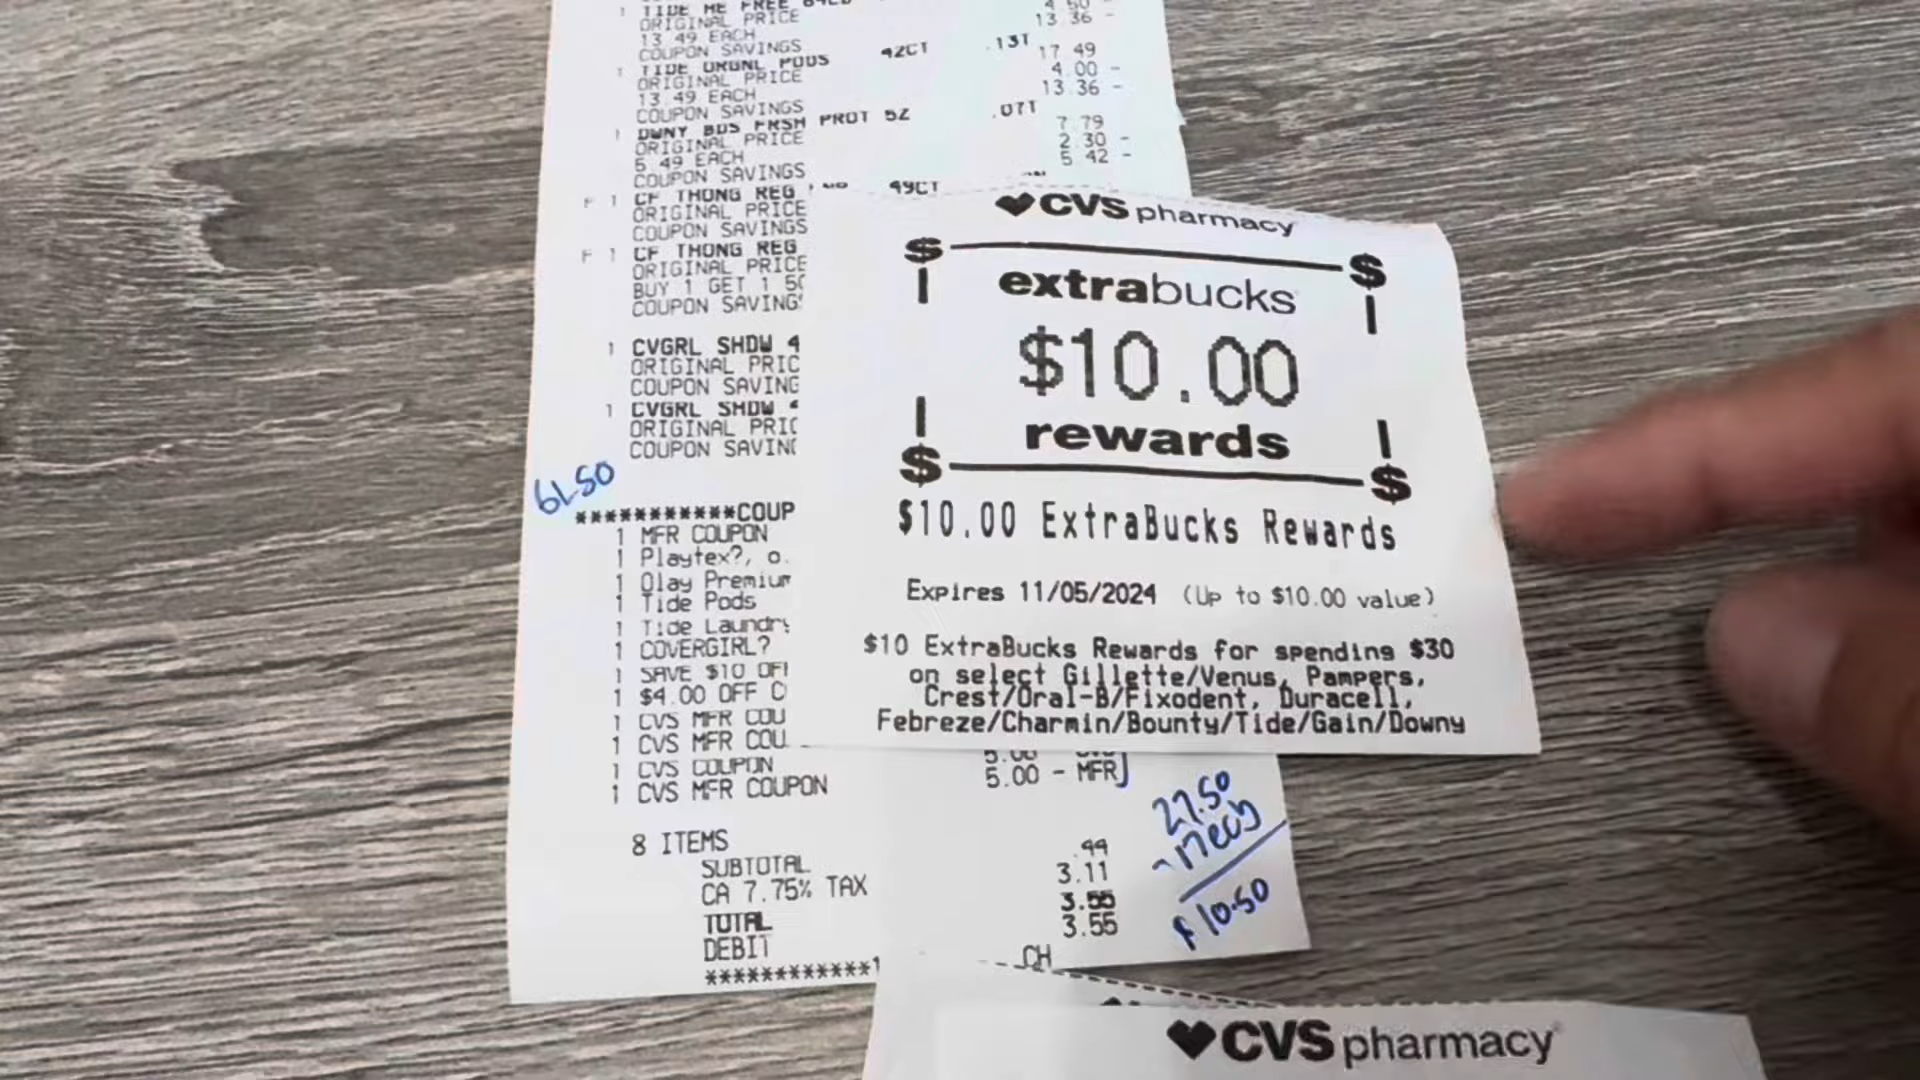 1 TIDE HE FREE 84LD 4 50
ORIGINAL PRICE 13 36 -
13 49 EACH
COUPON SAVINGS
1 TIDE ORGNL PODS 42CT .13T 17 49
ORIGINAL PRICE 4 00 -
13 49 EACH 13 36 -
COUPON SAVINGS
1 DWNY BDS FRSH PROT 5Z .07T 7 79
ORIGINAL PRICE 2 30 -
5 49 EACH 5 42 -
COUPON SAVINGS
F 1 CF THONG REG 49CT
ORIGINAL PRICE
COUPON SAVINGS
F 1 CF THONG REG
ORIGINAL PRICE
BUY 1 GET 1 50
COUPON SAVING
1 CVGRL SHDW 4
ORIGINAL PRIC
COUPON SAVING
1 CVGRL SHDW
ORIGINAL PRIC
COUPON SAVIN
61.50
***********COUP
1 MFR COUPON
1 Playtex?, o.
1 Olay Premium
1 Tide Pods
1 Tide Laundry
1 COVERGIRL?
1 SAVE $10 OFF
1 $4.00 OFF C
1 CVS MFR COU
1 CVS MFR COU
1 CVS COUPON 5.00
1 CVS MFR COUPON 5.00 - MFR
8 ITEMS
SUBTOTAL .44
CA 7.75% TAX 3.11
TOTAL 3.55
DEBIT 3.55
************1 CH
27.50
- 17 ecb
$10.50
CVS pharmacy
$ $
extrabucks
$10.00
rewards
$ $
$10.00 ExtraBucks Rewards
Expires 11/05/2024 (Up to $10.00 value)
$10 ExtraBucks Rewards for spending $30
on select Gillette/Venus, Pampers,
Crest/Oral-B/Fixodent, Duracell,
Febreze/Charmin/Bounty/Tide/Gain/Downy
CVS pharmacy